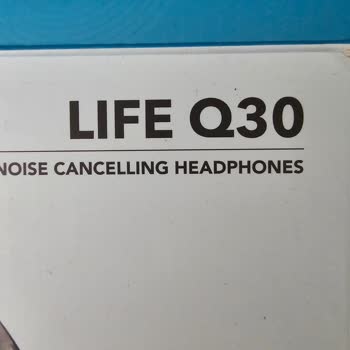 LIFE Q30
NOISE CANCELLING HEADPHONES